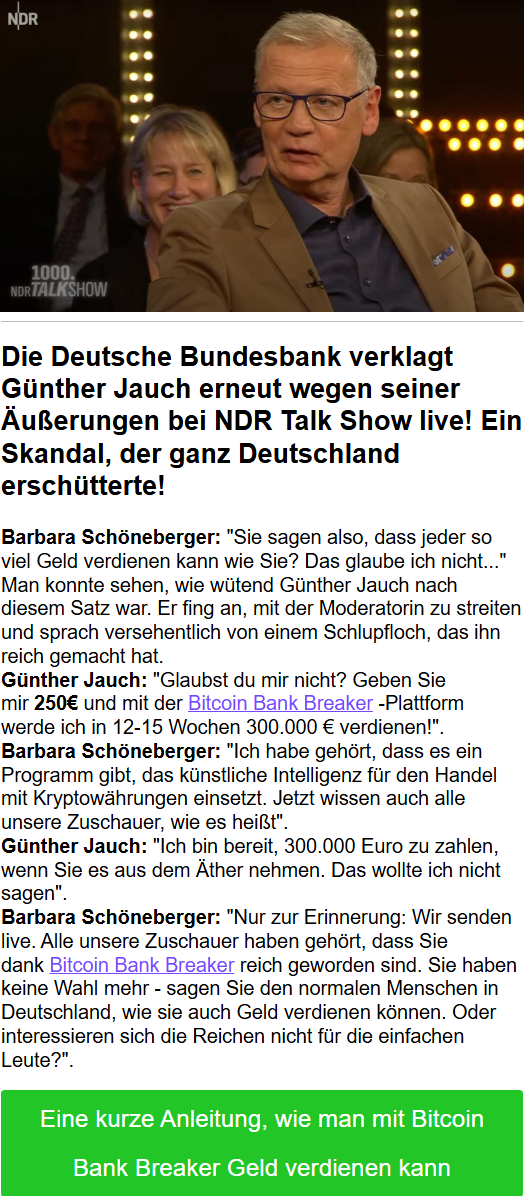 NDR
1000.
NDR TALKSHOW
Die Deutsche Bundesbank verklagt
Günther Jauch erneut wegen seiner
Äußerungen bei NDR Talk Show live! Ein
Skandal, der ganz Deutschland
erschütterte!
Barbara Schöneberger: "Sie sagen also, dass jeder so
viel Geld verdienen kann wie Sie? Das glaube ich nicht..."
Man konnte sehen, wie wütend Günther Jauch nach
diesem Satz war. Er fing an, mit der Moderatorin zu streiten
und sprach versehentlich von einem Schlupfloch, das ihn
reich gemacht hat.
Günther Jauch: "Glaubst du mir nicht? Geben Sie
mir 250€ und mit der Bitcoin Bank Breaker -Plattform
werde ich in 12-15 Wochen 300.000 € verdienen!".
Barbara Schöneberger: "Ich habe gehört, dass es ein
Programm gibt, das künstliche Intelligenz für den Handel
mit Kryptowährungen einsetzt. Jetzt wissen auch alle
unsere Zuschauer, wie es heißt".
Günther Jauch: "Ich bin bereit, 300.000 Euro zu zahlen,
wenn Sie es aus dem Äther nehmen. Das wollte ich nicht
sagen".
Barbara Schöneberger: "Nur zur Erinnerung: Wir senden
live. Alle unsere Zuschauer haben gehört, dass Sie
dank Bitcoin Bank Breaker reich geworden sind. Sie haben
keine Wahl mehr - sagen Sie den normalen Menschen in
Deutschland, wie sie auch Geld verdienen können. Oder
interessieren sich die Reichen nicht für die einfachen
Leute?".
Eine kurze Anleitung, wie man mit Bitcoin
Bank Breaker Geld verdienen kann